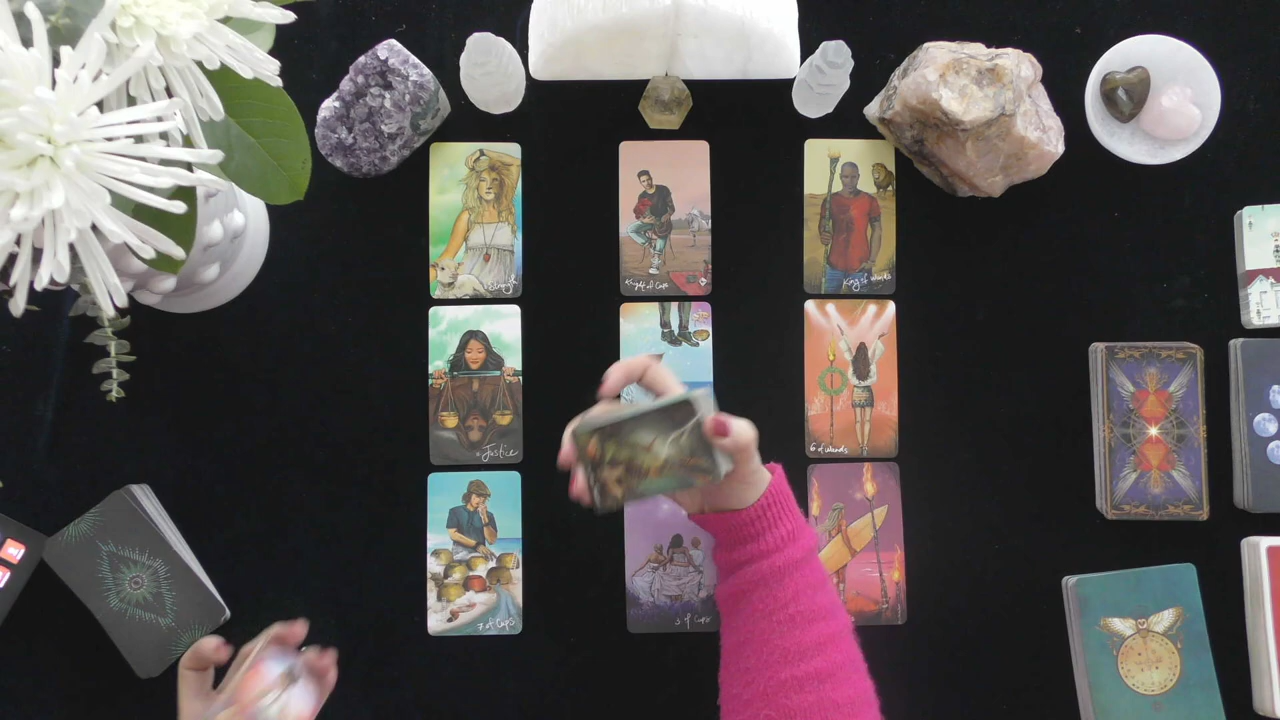 Strength
Knight of Cups
King of Wands
Justice
6 of Wands
7 of Cups
3 of Cups